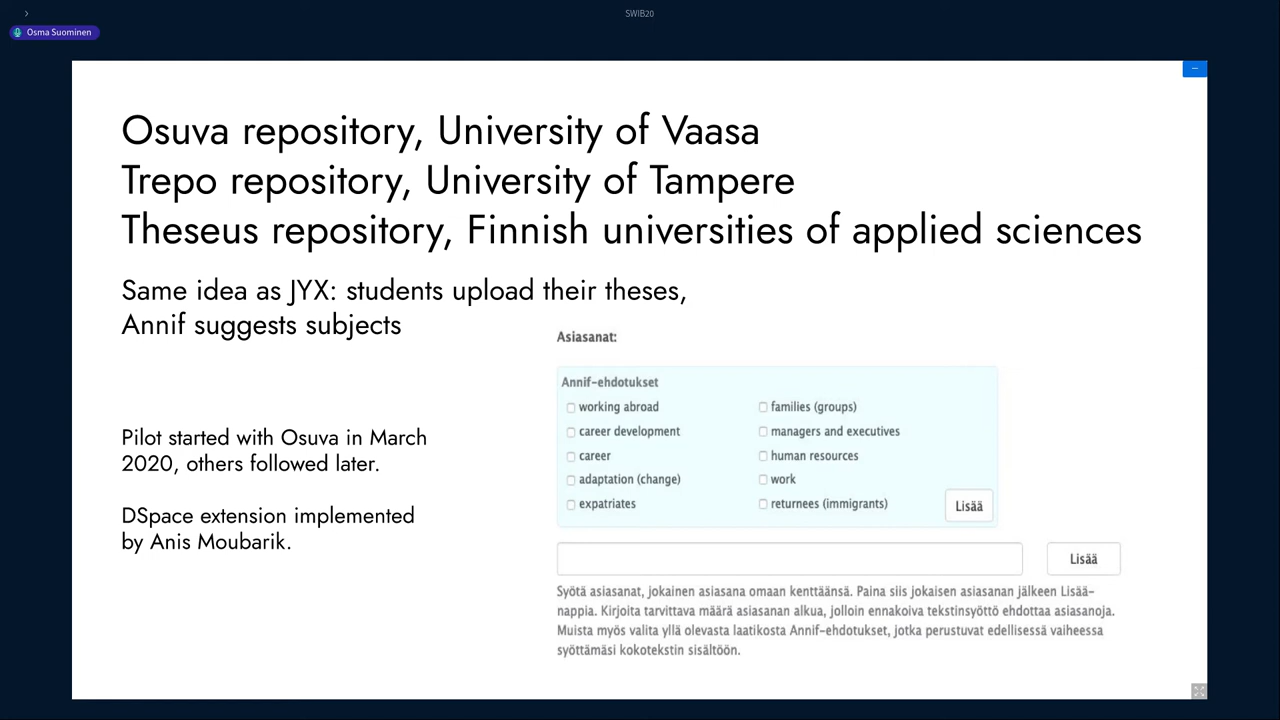 SWIB20
Osma Suominen
Osuva repository, University of Vaasa
Trepo repository, University of Tampere
Theseus repository, Finnish universities of applied sciences
Same idea as JYX: students upload their theses,
Annif suggests subjects
Pilot started with Osuva in March
2020, others followed later.
DSpace extension implemented
by Anis Moubarik.
Asiasanat:
Annif-ehdotukset
working abroad
families (groups)
career development
managers and executives
career
human resources
adaptation (change)
work
expatriates
returnees (immigrants)
Lisää
Lisää
Syötä asiasanat, jokainen asiasana omaan kenttäänsä. Paina siis jokaisen asiasanan jälkeen Lisää-
nappia. Kirjoita tarvittava määrä asiasanan alkua, jolloin ennakoiva tekstinsyöttö ehdottaa asiasanoja.
Muista myös valita yllä olevasta laatikosta Annif-ehdotukset, jotka perustuvat edellisessä vaiheessa
syöttämäsi kokotekstin sisältöön.